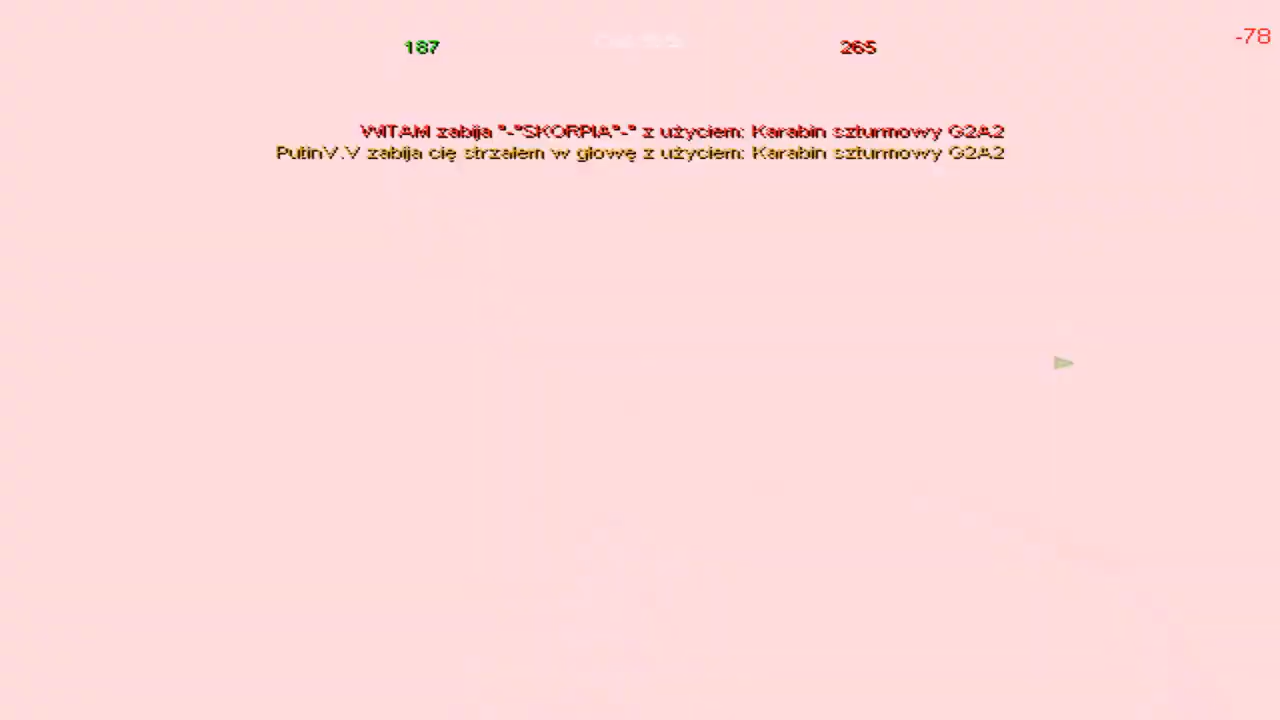 187
265
-78
WITAM zabija "-"SKORPIA"-" z użyciem: Karabin szturmowy G2A2
PutinV.V zabija cię strzałem w głowę z użyciem: Karabin szturmowy G2A2